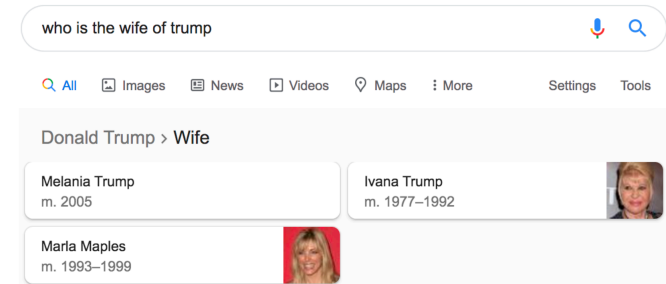 who is the wife of trump
All Images News Videos Maps More Settings Tools
Donald Trump › Wife
Melania Trump
m. 2005
Ivana Trump
m. 1977–1992
Marla Maples
m. 1993–1999